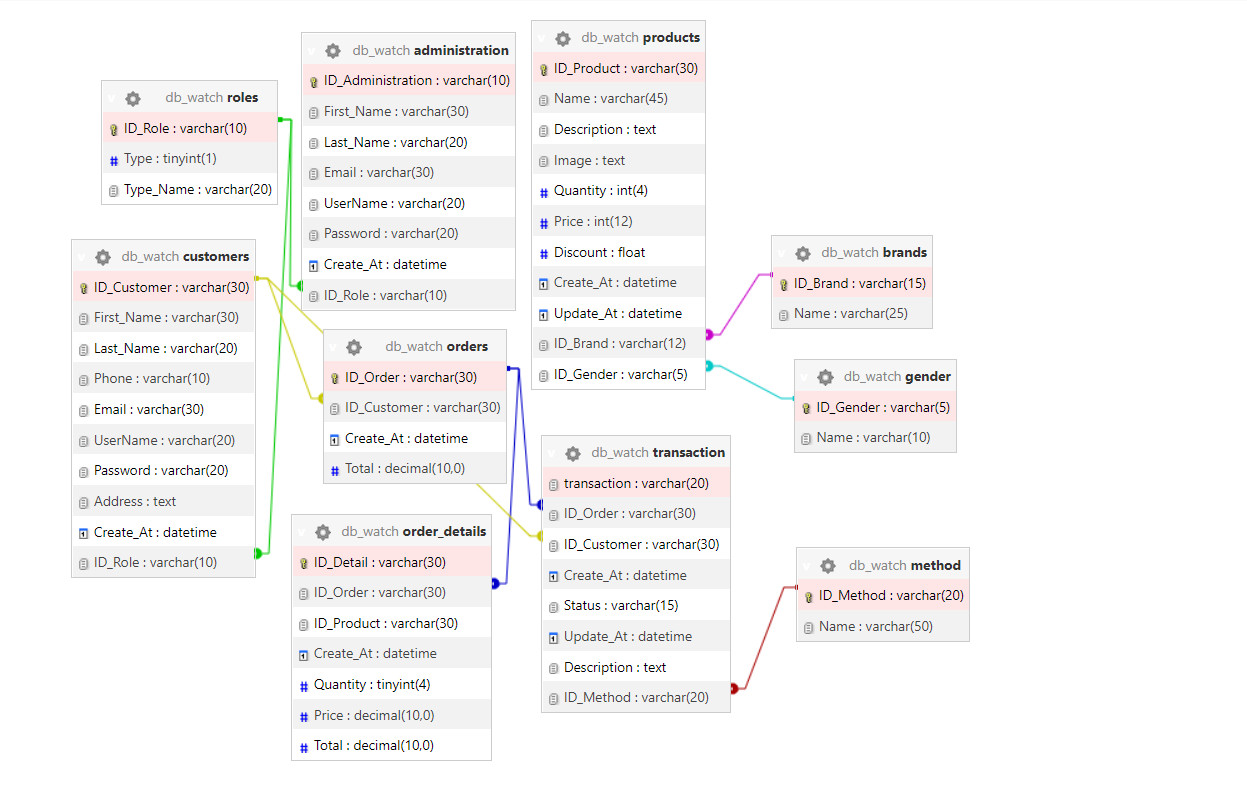 db_watch roles
ID_Role : varchar(10)
Type : tinyint(1)
Type_Name : varchar(20)
db_watch customers
ID_Customer : varchar(30)
First_Name : varchar(30)
Last_Name : varchar(20)
Phone : varchar(10)
Email : varchar(30)
UserName : varchar(20)
Password : varchar(20)
Address : text
Create_At : datetime
ID_Role : varchar(10)
db_watch administration
ID_Administration : varchar(10)
First_Name : varchar(30)
Last_Name : varchar(20)
Email : varchar(30)
UserName : varchar(20)
Password : varchar(20)
Create_At : datetime
ID_Role : varchar(10)
db_watch orders
ID_Order : varchar(30)
ID_Customer : varchar(30)
Create_At : datetime
Total : decimal(10,0)
db_watch order_details
ID_Detail : varchar(30)
ID_Order : varchar(30)
ID_Product : varchar(30)
Create_At : datetime
Quantity : tinyint(4)
Price : decimal(10,0)
Total : decimal(10,0)
db_watch products
ID_Product : varchar(30)
Name : varchar(45)
Description : text
Image : text
Quantity : int(4)
Price : int(12)
Discount : float
Create_At : datetime
Update_At : datetime
ID_Brand : varchar(12)
ID_Gender : varchar(5)
db_watch transaction
transaction : varchar(20)
ID_Order : varchar(30)
ID_Customer : varchar(30)
Create_At : datetime
Status : varchar(15)
Update_At : datetime
Description : text
ID_Method : varchar(20)
db_watch brands
ID_Brand : varchar(15)
Name : varchar(25)
db_watch gender
ID_Gender : varchar(5)
Name : varchar(10)
db_watch method
ID_Method : varchar(20)
Name : varchar(50)